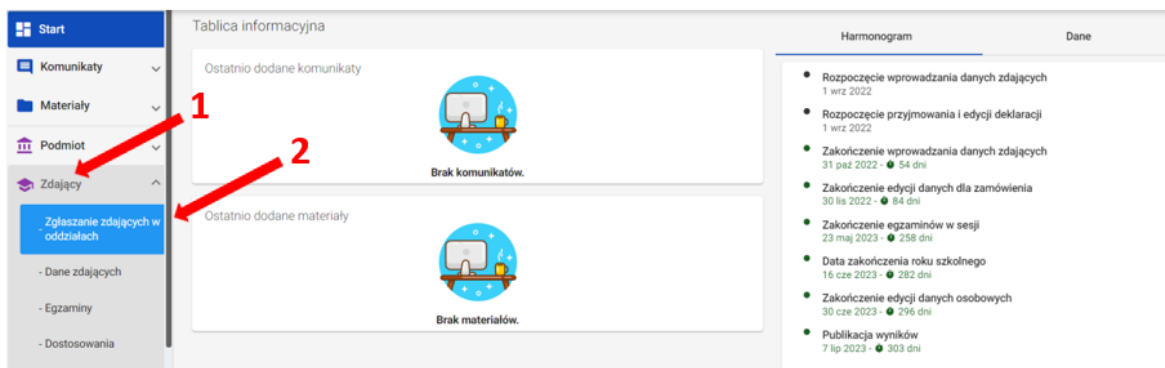 Start
Komunikaty
Materiały
Podmiot
Zdający
- Zgłaszanie zdających w
oddziałach
- Dane zdających
- Egzaminy
- Dostosowania
1
2
Tablica informacyjna
Ostatnio dodane komunikaty
Brak komunikatów.
Ostatnio dodane materiały
Brak materiałów.
Harmonogram
Dane
Rozpoczęcie wprowadzania danych zdających
1 wrz 2022
Rozpoczęcie przyjmowania i edycji deklaracji
1 wrz 2022
Zakończenie wprowadzania danych zdających
31 paź 2022 - 54 dni
Zakończenie edycji danych dla zamówienia
30 lis 2022 - 84 dni
Zakończenie egzaminów w sesji
23 maj 2023 - 258 dni
Data zakończenia roku szkolnego
16 cze 2023 - 282 dni
Zakończenie edycji danych osobowych
30 cze 2023 - 296 dni
Publikacja wyników
7 lip 2023 - 303 dni